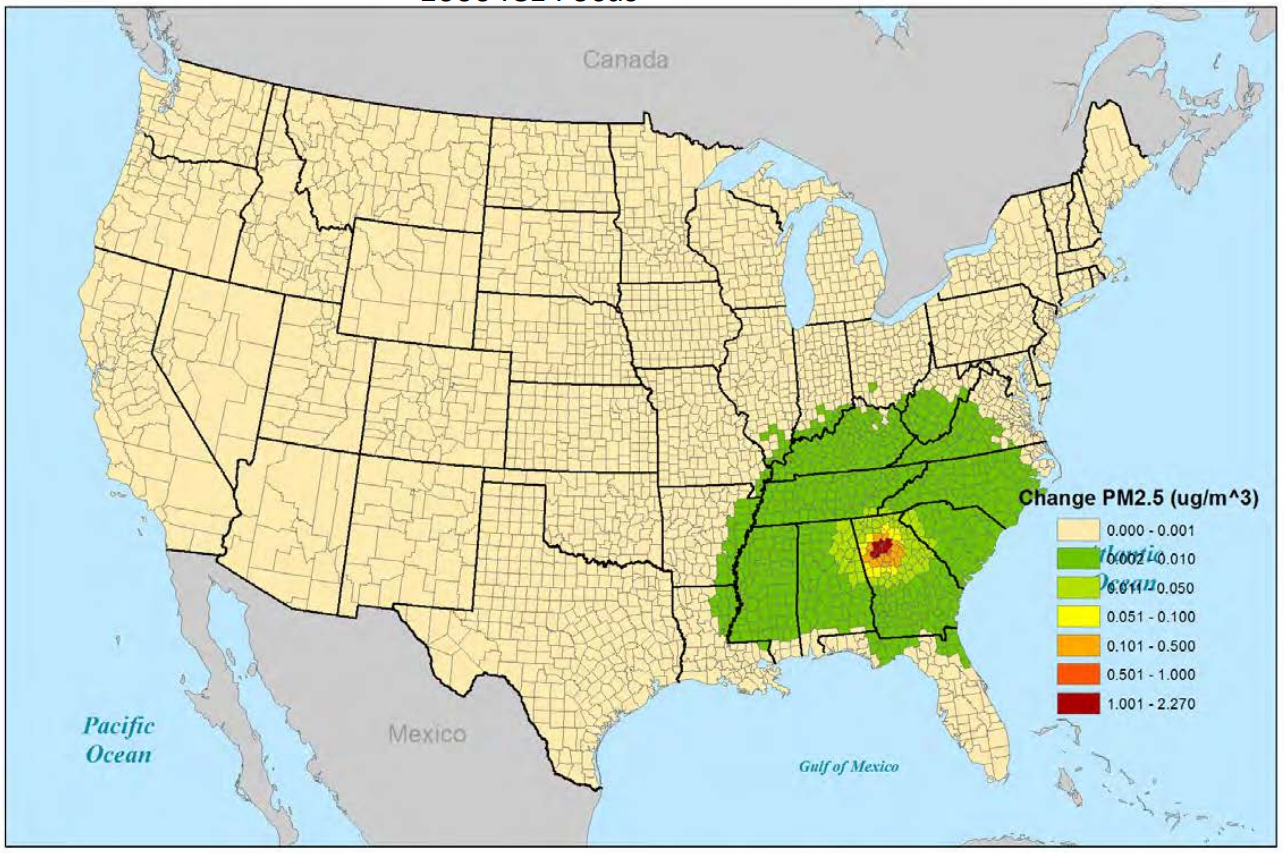 Canada
Change PM2.5 (ug/m^3)
0.000 - 0.001
0.002 - 0.010
Atlantic
Ocean
0.011 - 0.050
0.051 - 0.100
0.101 - 0.500
0.501 - 1.000
1.001 - 2.270
Pacific
Ocean
Mexico
Gulf of Mexico